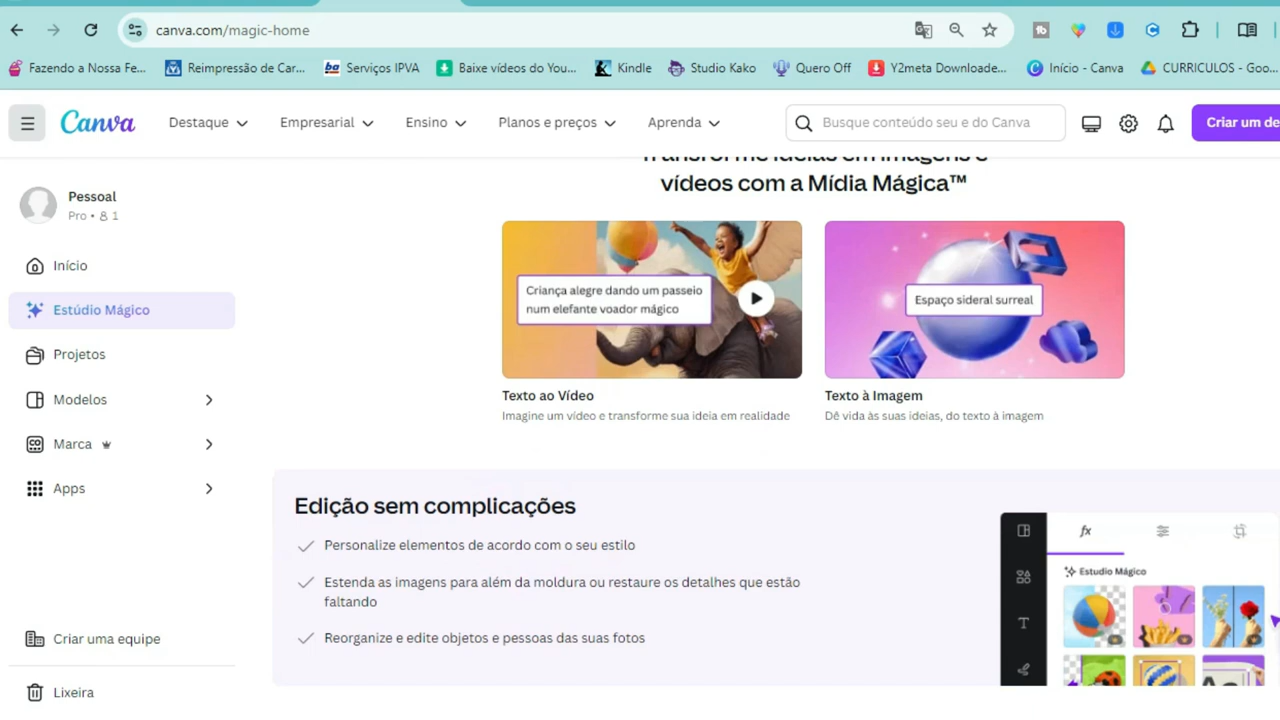 canva.com/magic-home
Fazendo a Nossa Fe...
Reimpressão de Car...
Serviços IPVA
Baixe vídeos do You...
Kindle
Studio Kako
Quero Off
Y2meta Downloade...
Início - Canva
CURRICULOS - Goo...
Canva
Destaque
Empresarial
Ensino
Planos e preços
Aprenda
Busque conteúdo seu e do Canva
Criar um de
Pessoal
Pro • 1
Início
Estúdio Mágico
Projetos
Modelos
Marca
Apps
Criar uma equipe
Lixeira
Transforme ideias em imagens e
vídeos com a Mídia Mágica™
Criança alegre dando um passeio
num elefante voador mágico
Texto ao Vídeo
Imagine um vídeo e transforme sua ideia em realidade
Espaço sideral surreal
Texto à Imagem
Dê vida às suas ideias, do texto à imagem
Edição sem complicações
Personalize elementos de acordo com o seu estilo
Estenda as imagens para além da moldura ou restaure os detalhes que estão
faltando
Reorganize e edite objetos e pessoas das suas fotos
fx
Estudio Mágico
T